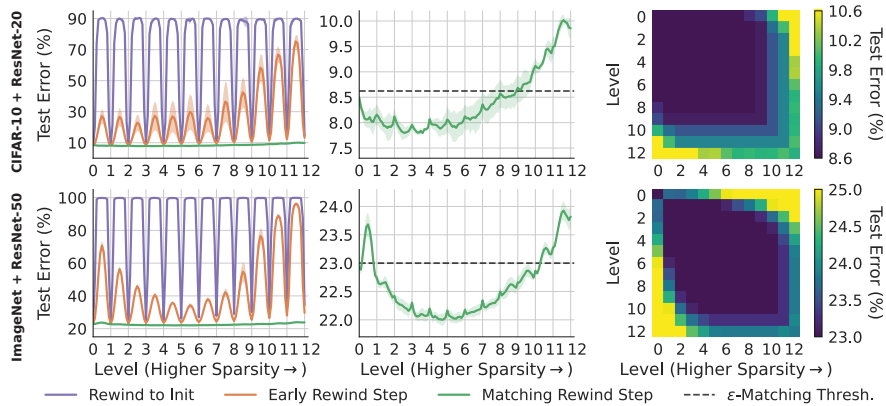 CIFAR-10 + ResNet-20
Test Error (%)
90
70
50
30
10
0 1 2 3 4 5 6 7 8 9 10 11 12
10.0
9.5
9.0
8.5
8.0
7.5
0 1 2 3 4 5 6 7 8 9 10 11 12
Level
0
2
4
6
8
10
12
0 2 4 6 8 10 12
10.6
10.2
9.8
9.4
9.0
8.6
Test Error (%)
ImageNet + ResNet-50
Test Error (%)
100
80
60
40
20
0 1 2 3 4 5 6 7 8 9 10 11 12
Level (Higher Sparsity →)
24.0
23.5
23.0
22.5
22.0
0 1 2 3 4 5 6 7 8 9 10 11 12
Level (Higher Sparsity →)
Level
0
2
4
6
8
10
12
0 2 4 6 8 10 12
Level
25.0
24.5
24.0
23.5
23.0
Test Error (%)
Rewind to Init Early Rewind Step Matching Rewind Step ε-Matching Thresh.